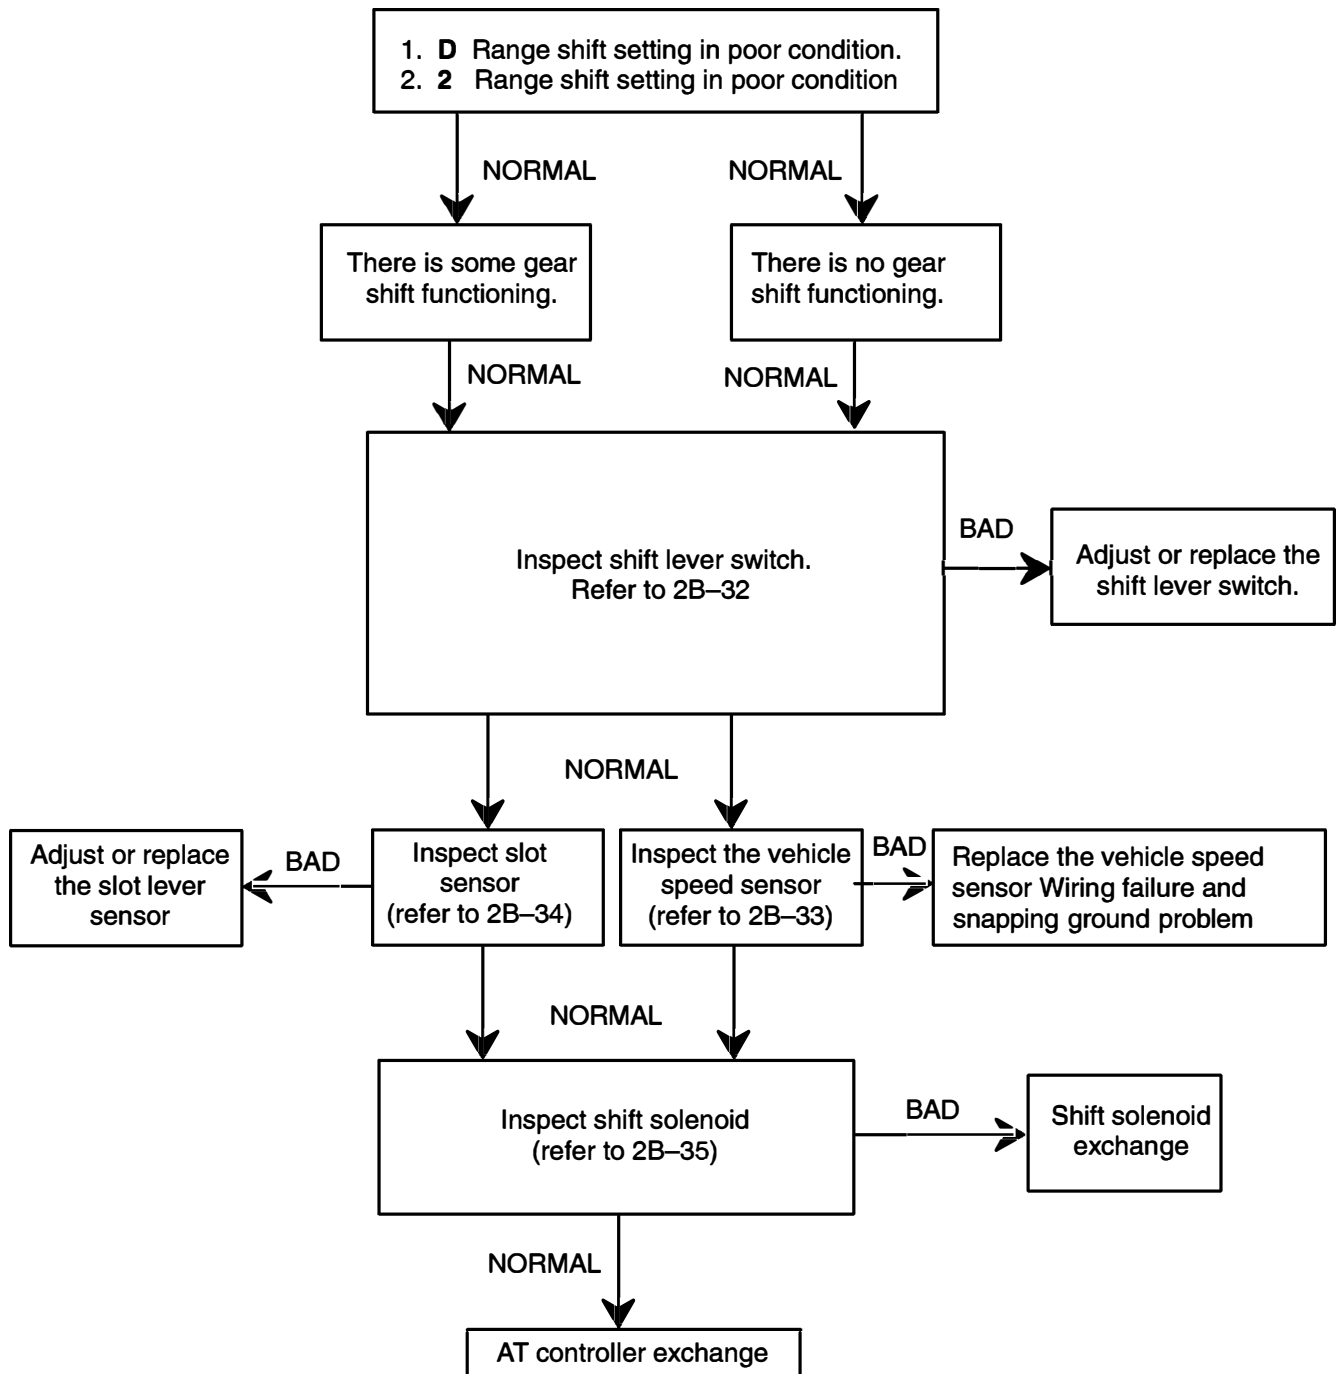 1. D Range shift setting in poor condition.
2. 2 Range shift setting in poor condition
NORMAL
NORMAL
There is some gear
shift functioning.
There is no gear
shift functioning.
NORMAL
NORMAL
Inspect shift lever switch.
Refer to 2B–32
BAD
Adjust or replace the
shift lever switch.
NORMAL
Adjust or replace
the slot lever
sensor
BAD
Inspect slot
sensor
(refer to 2B–34)
Inspect the vehicle
speed sensor
(refer to 2B–33)
BAD
Replace the vehicle speed
sensor Wiring failure and
snapping ground problem
NORMAL
Inspect shift solenoid
(refer to 2B–35)
BAD
Shift solenoid
exchange
NORMAL
AT controller exchange